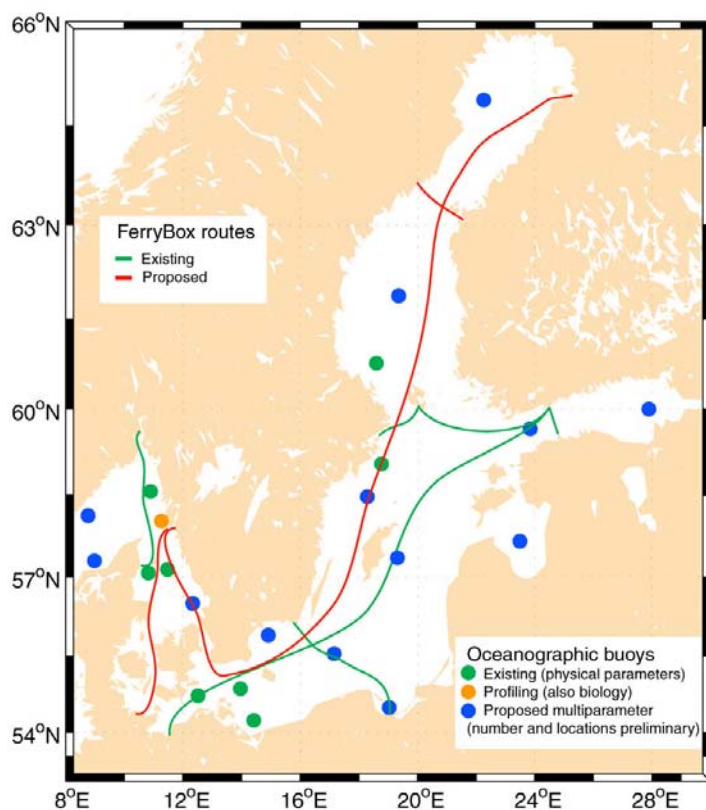 66°N
63°N
60°N
57°N
54°N
8°E
12°E
16°E
20°E
24°E
28°E
FerryBox routes
Existing
Proposed
Oceanographic buoys
Existing (physical parameters)
Profiling (also biology)
Proposed multiparameter
(number and locations preliminary)